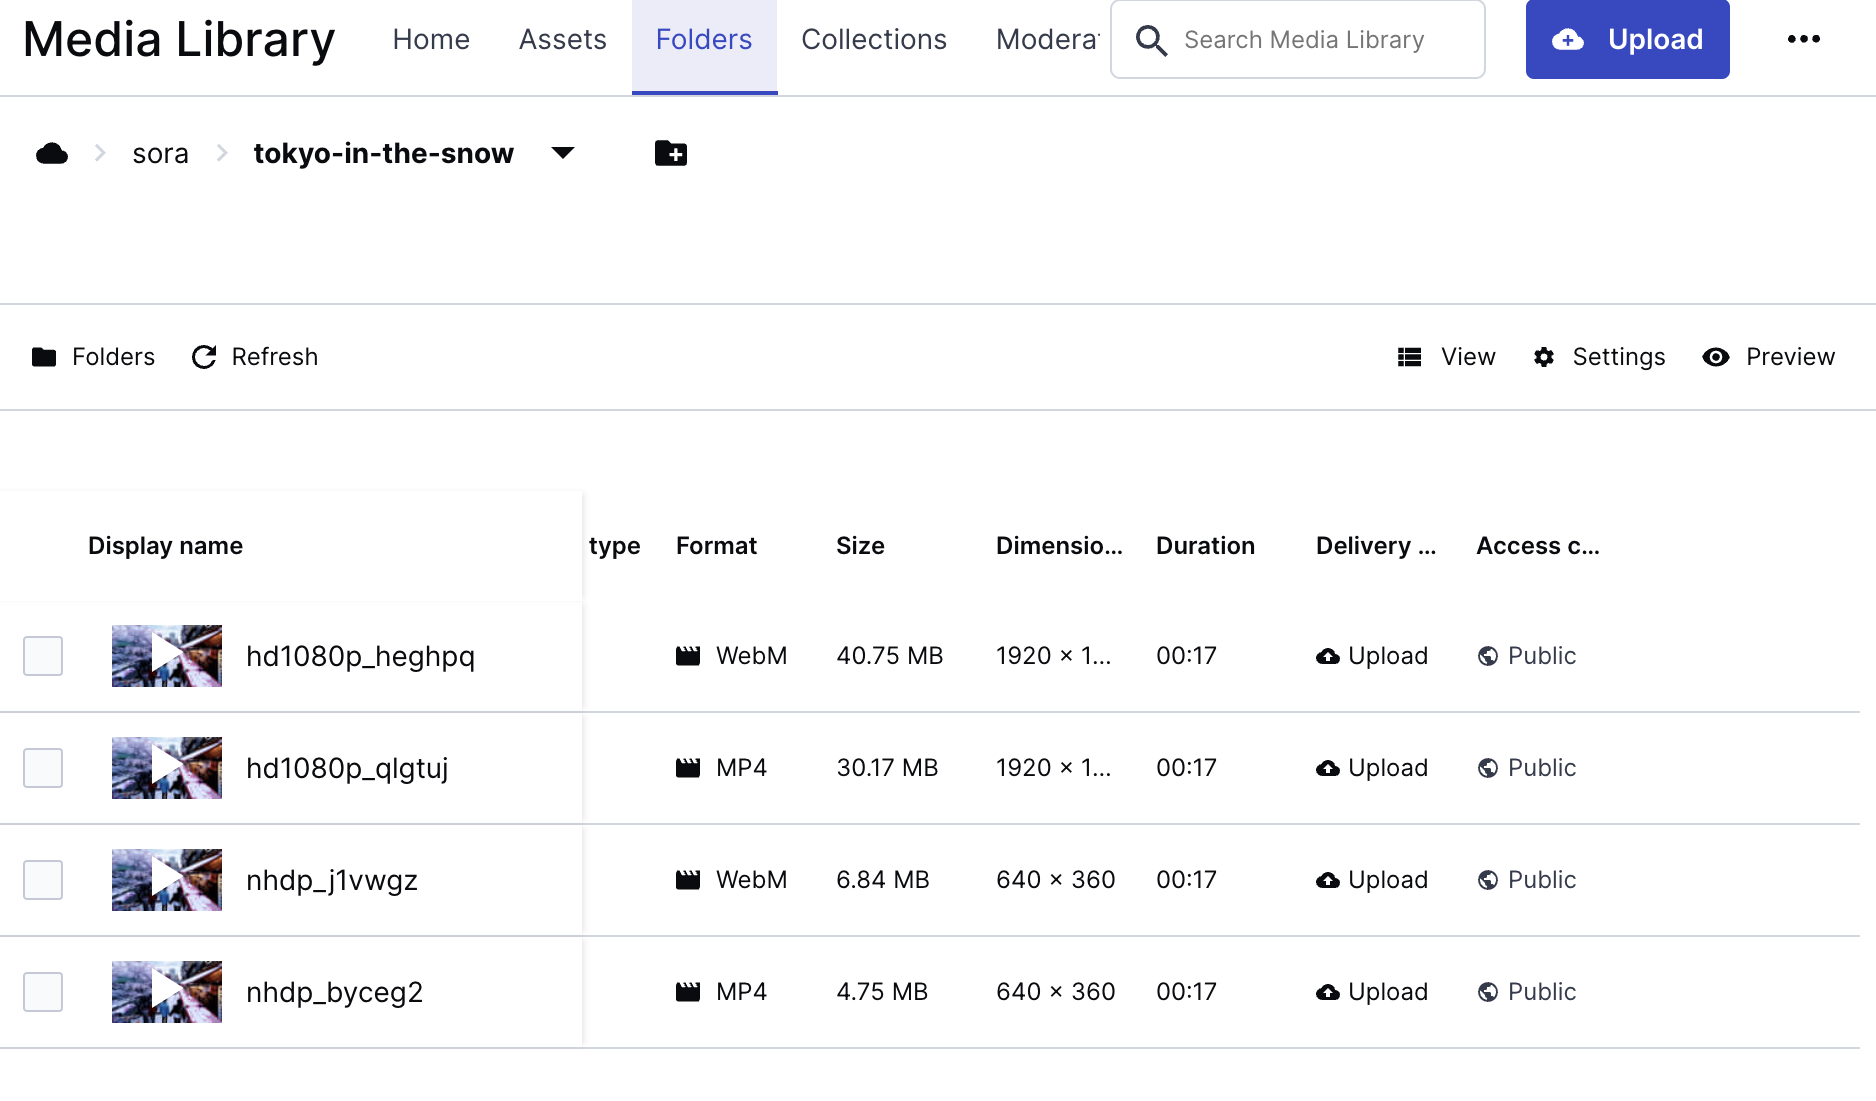 Media Library Home Assets Folders Collections Modera Search Media Library Upload
sora tokyo-in-the-snow
Folders Refresh View Settings Preview
Display name type Format Size Dimensio... Duration Delivery ... Access c...
hd1080p_heghpq WebM 40.75 MB 1920 × 1... 00:17 Upload Public
hd1080p_qlgtuj MP4 30.17 MB 1920 × 1... 00:17 Upload Public
nhdp_j1vwgz WebM 6.84 MB 640 × 360 00:17 Upload Public
nhdp_byceg2 MP4 4.75 MB 640 × 360 00:17 Upload Public